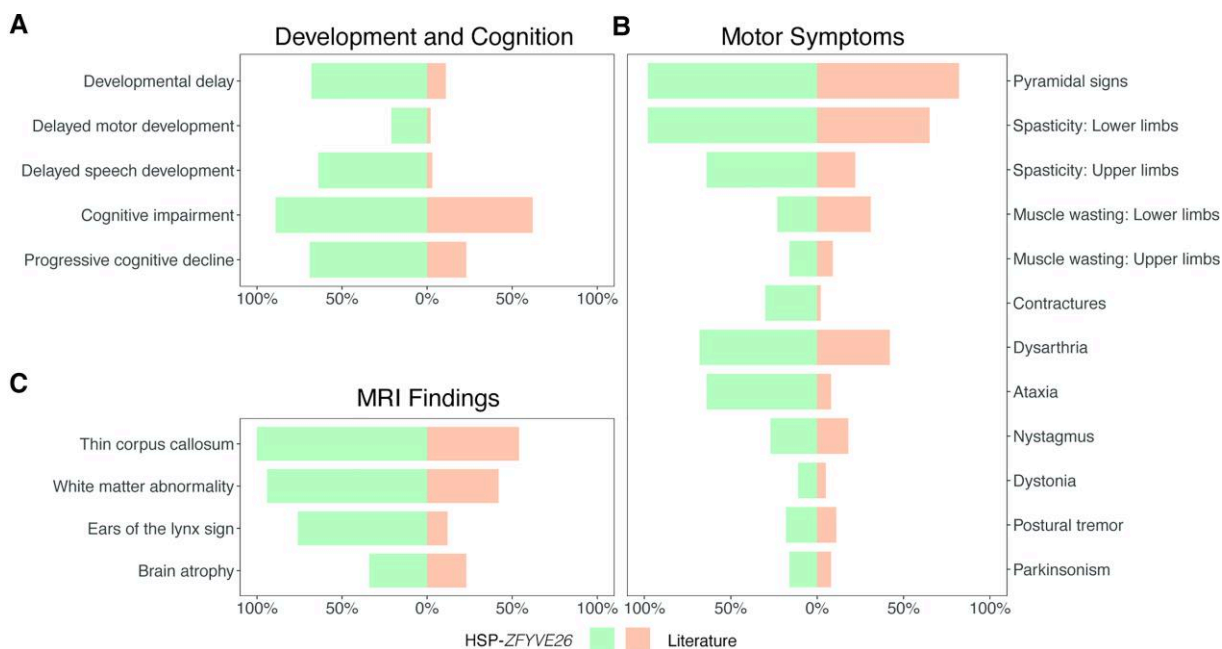 A
Development and Cognition
Developmental delay
Delayed motor development
Delayed speech development
Cognitive impairment
Progressive cognitive decline
100% 50% 0% 50% 100%
B
Motor Symptoms
Pyramidal signs
Spasticity: Lower limbs
Spasticity: Upper limbs
Muscle wasting: Lower limbs
Muscle wasting: Upper limbs
Contractures
Dysarthria
Ataxia
Nystagmus
Dystonia
Postural tremor
Parkinsonism
100% 50% 0% 50% 100%
C
MRI Findings
Thin corpus callosum
White matter abnormality
Ears of the lynx sign
Brain atrophy
100% 50% 0% 50% 100%
HSP-ZFYVE26 Literature